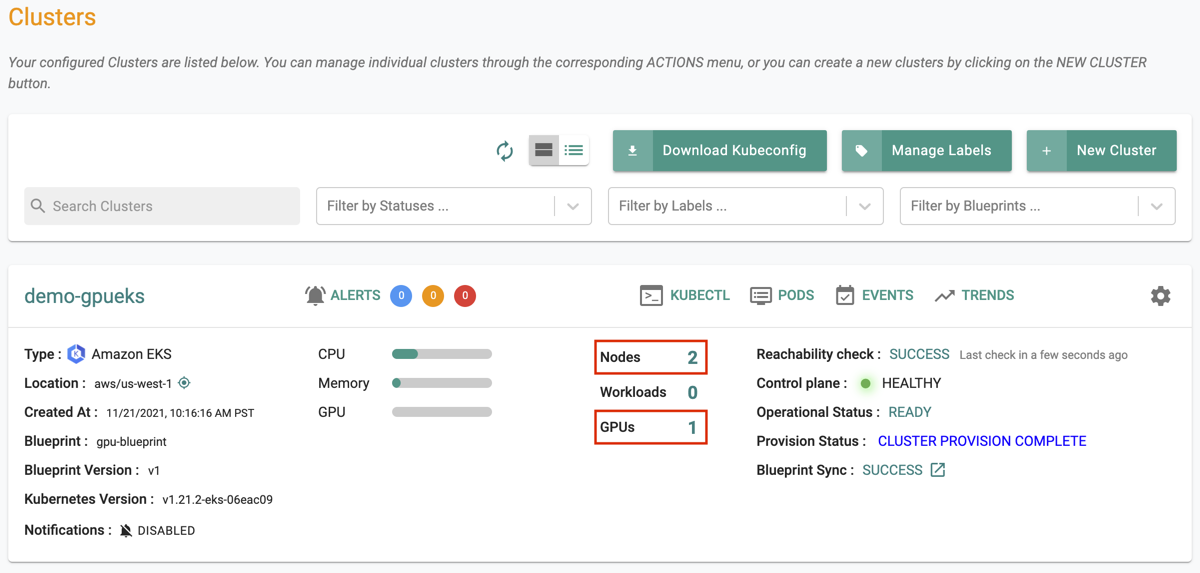 Clusters
Your configured Clusters are listed below. You can manage individual clusters through the corresponding ACTIONS menu, or you can create a new clusters by clicking on the NEW CLUSTER
button.
Download Kubeconfig
Manage Labels
+ New Cluster
Search Clusters
Filter by Statuses ...
Filter by Labels ...
Filter by Blueprints ...
demo-gpueks
ALERTS 0 0 0
KUBECTL
PODS
EVENTS
TRENDS
Type : Amazon EKS
Location : aws/us-west-1
Created At : 11/21/2021, 10:16:16 AM PST
Blueprint : gpu-blueprint
Blueprint Version : v1
Kubernetes Version : v1.21.2-eks-06eac09
Notifications : DISABLED
CPU
Memory
GPU
Nodes 2
Workloads 0
GPUs 1
Reachability check : SUCCESS Last check in a few seconds ago
Control plane : HEALTHY
Operational Status : READY
Provision Status : CLUSTER PROVISION COMPLETE
Blueprint Sync : SUCCESS